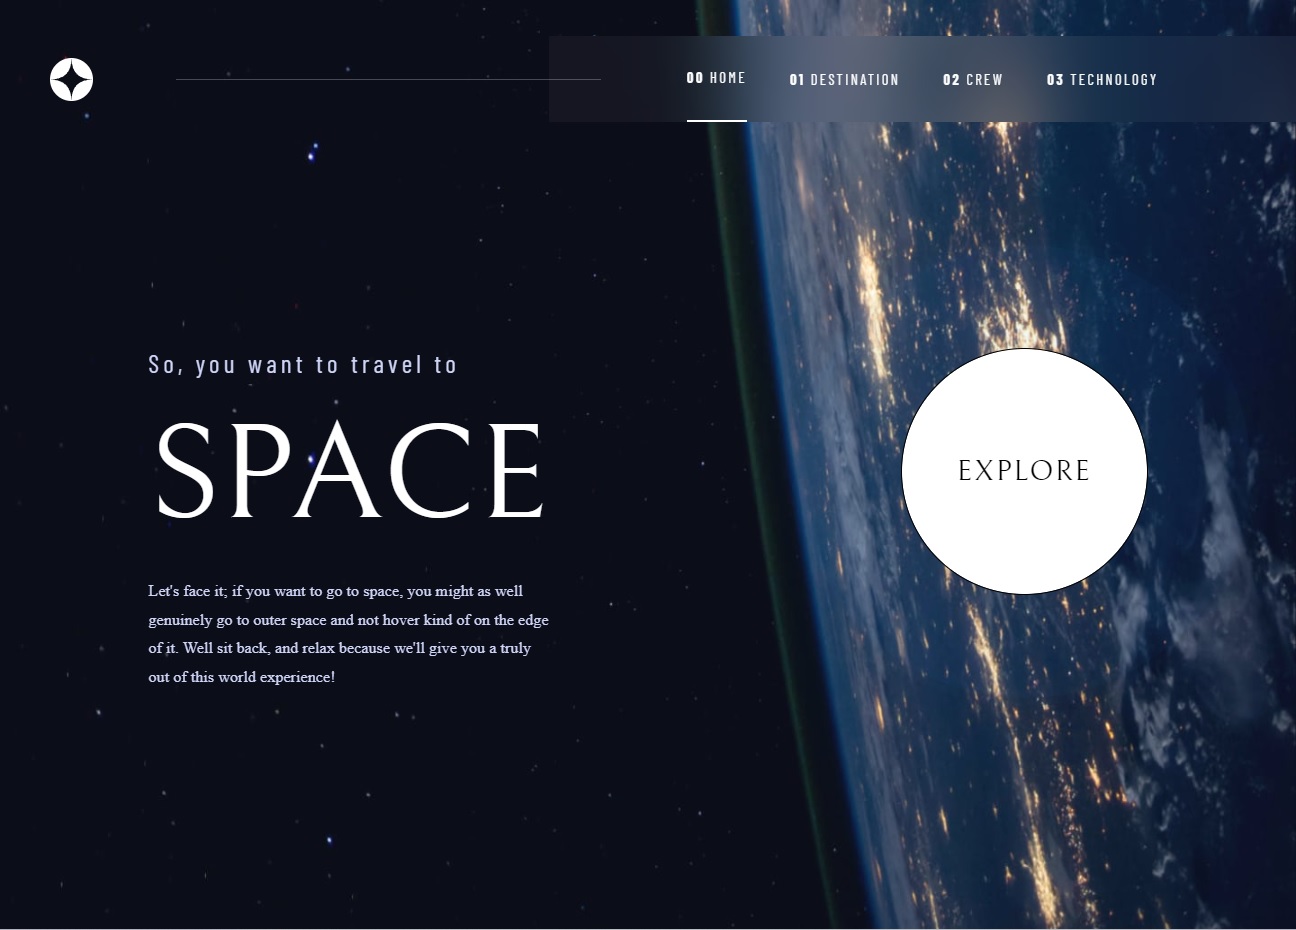 00 HOME
01 DESTINATION
02 CREW
03 TECHNOLOGY
So, you want to travel to
SPACE
Let's face it; if you want to go to space, you might as well
genuinely go to outer space and not hover kind of on the edge
of it. Well sit back, and relax because we'll give you a truly
out of this world experience!
EXPLORE